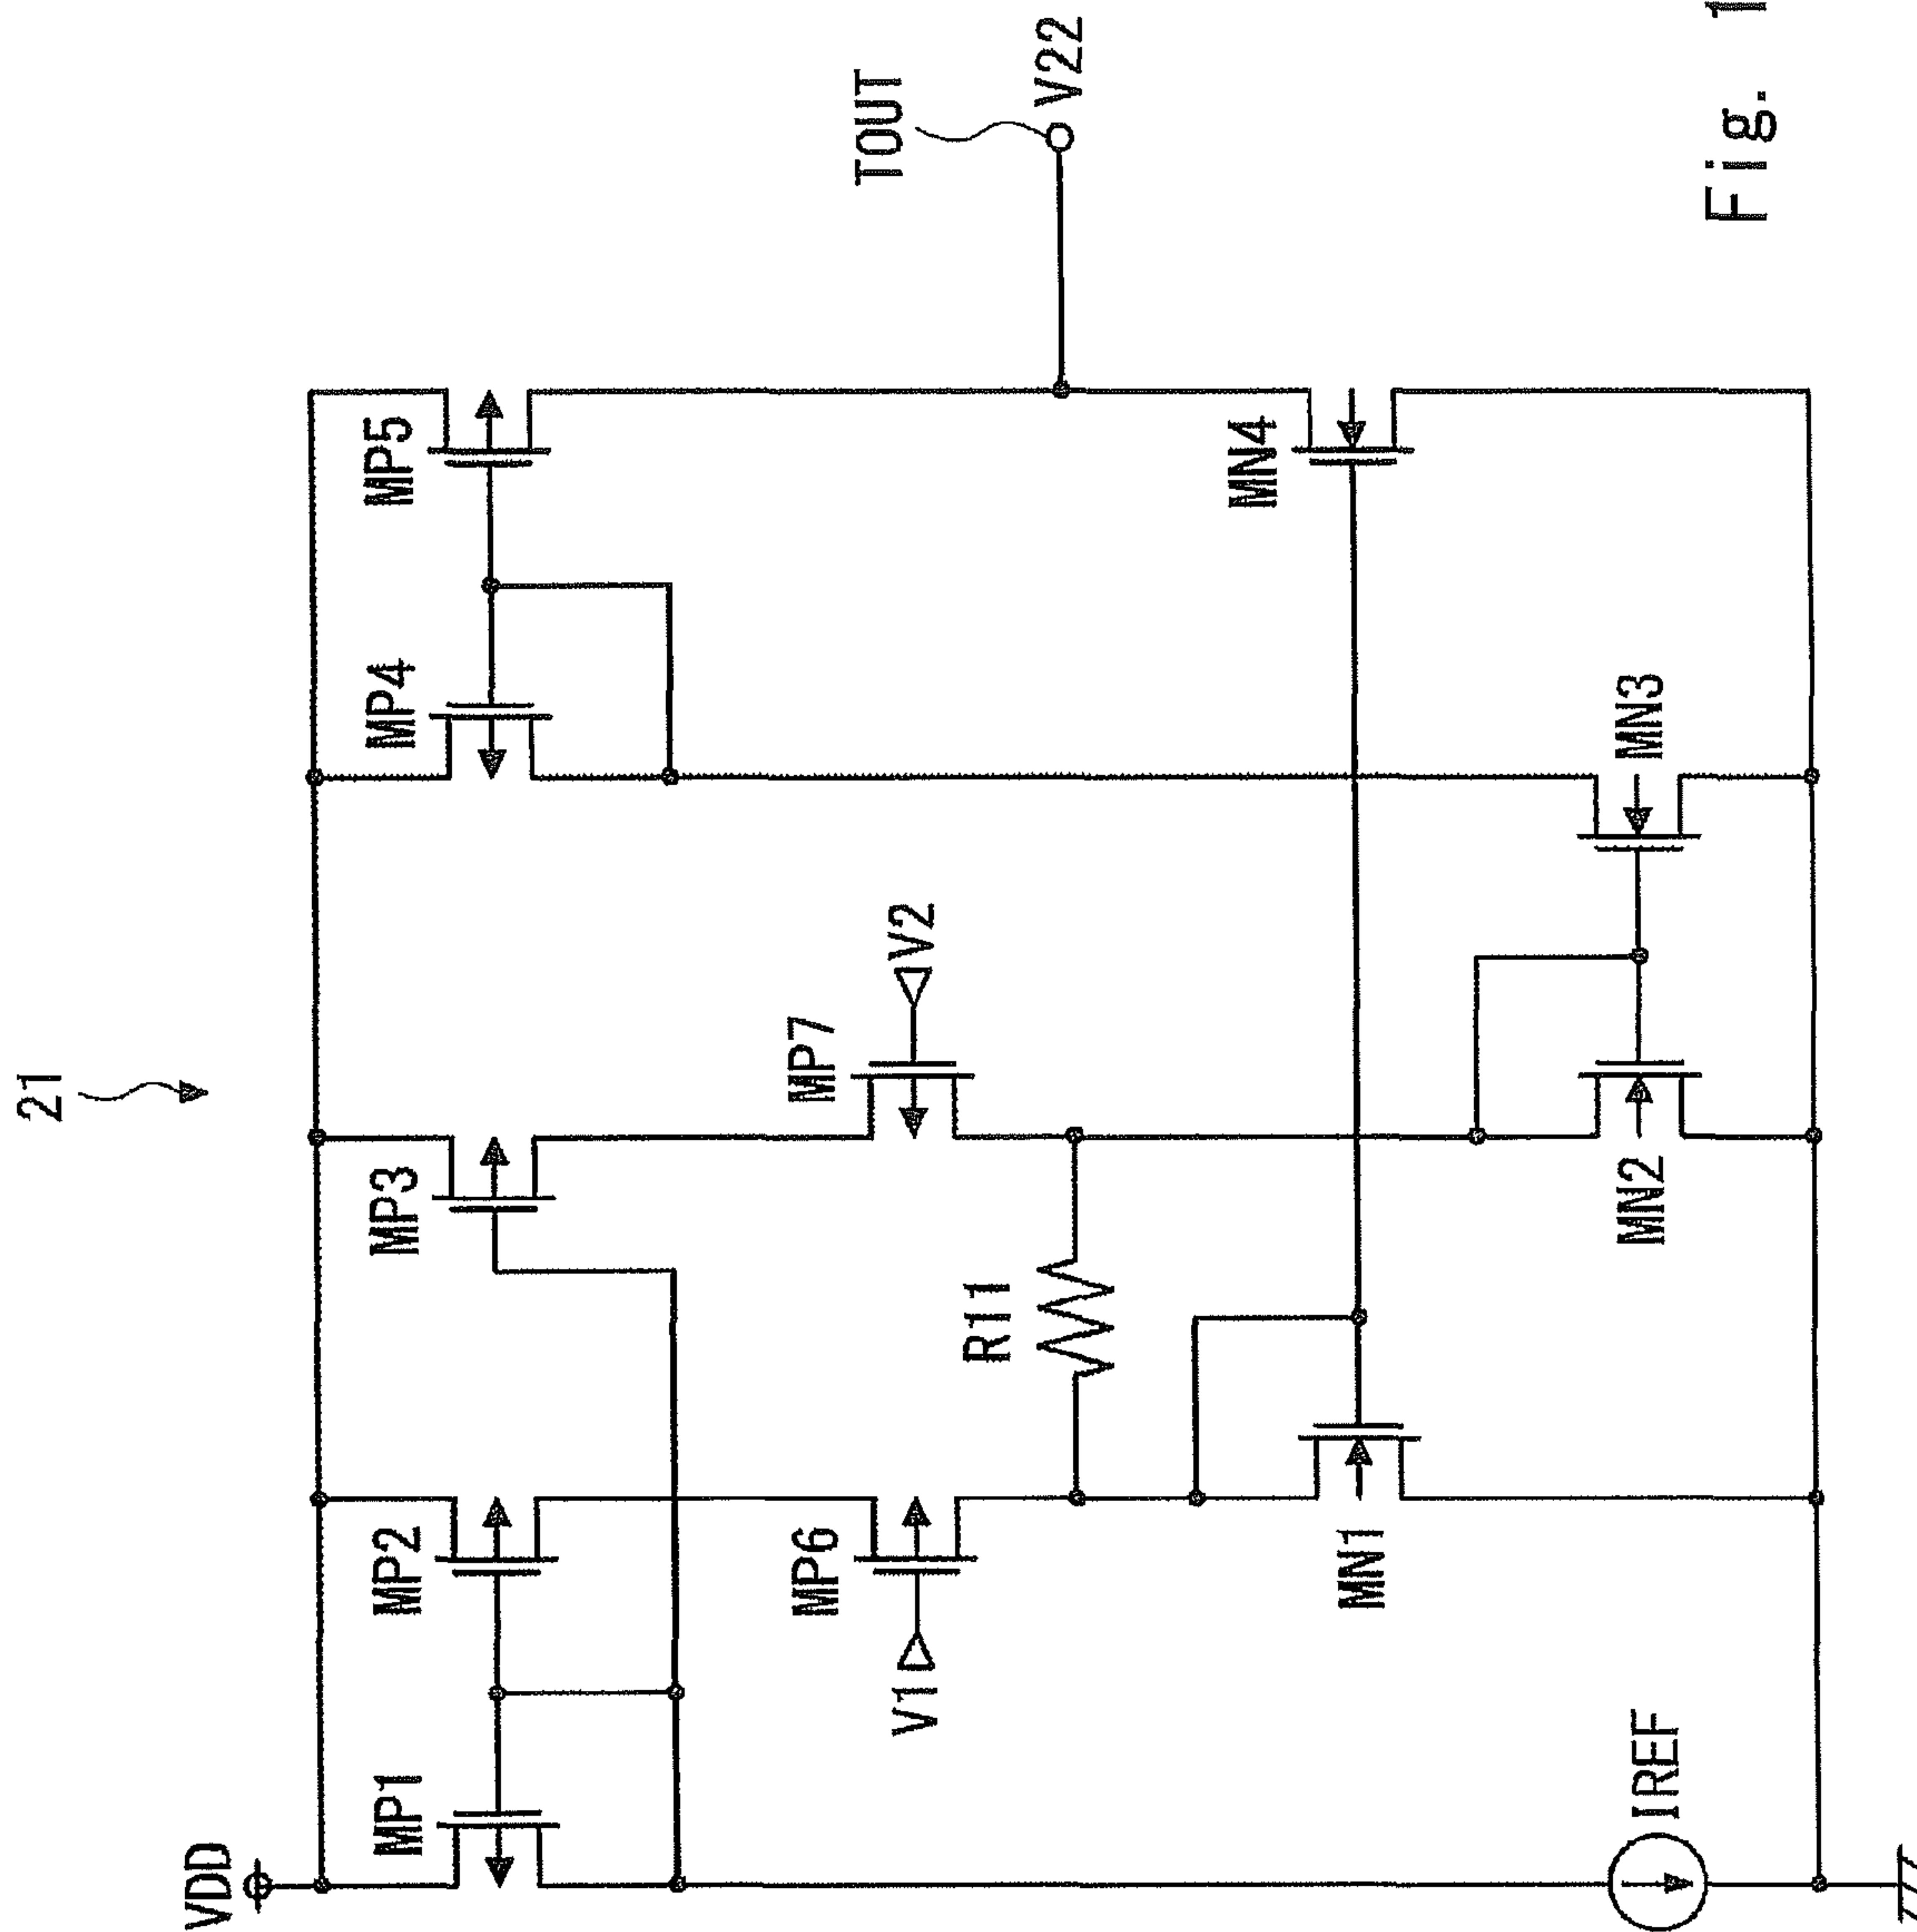 21
VDD
MP1
MP2
MP3
MP4
MP5
MP6
MP7
V1
V2
R11
TOUT
V22
MN1
MN2
MN3
MN4
IREF
Fig. 1